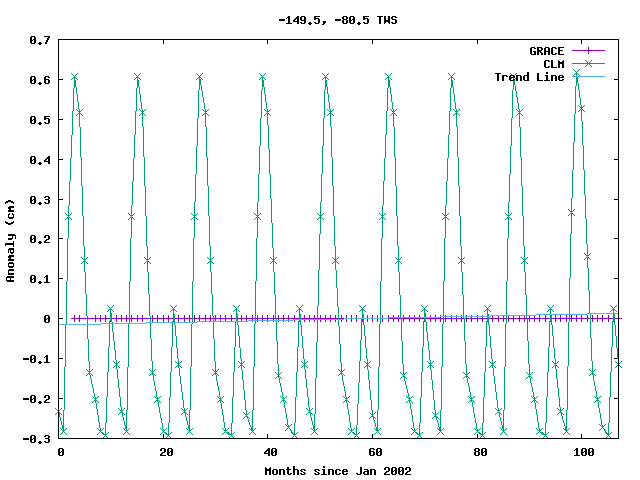 -149.5, -80.5 TWS
GRACE
CLM
Trend Line
0.7
0.6
0.5
0.4
0.3
0.2
0.1
0
-0.1
-0.2
-0.3
Anomaly (cm)
0 20 40 60 80 100
Months since Jan 2002